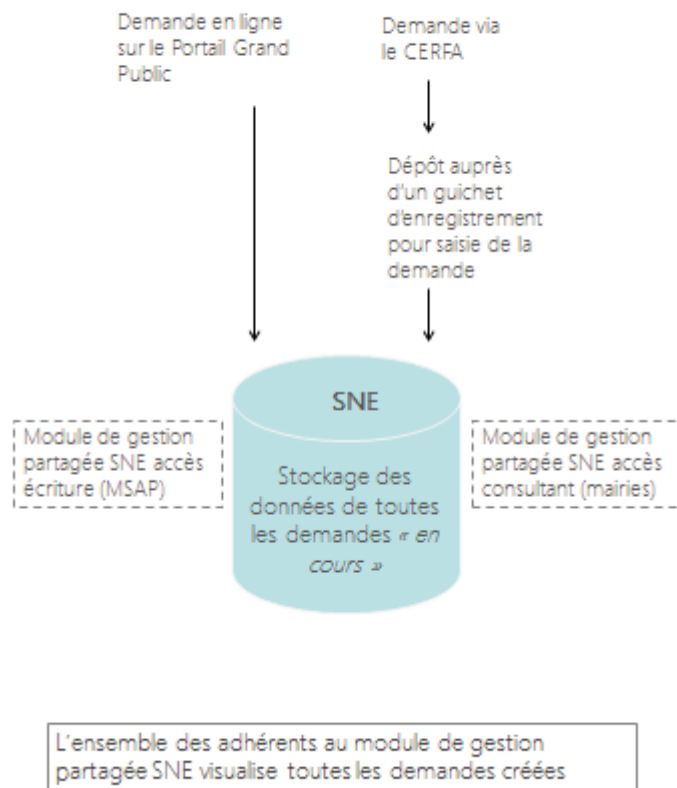 Demande en ligne
sur le Portail Grand
Public
Demande via
le CERFA
Dépôt auprès
d'un guichet
d'enregistrement
pour saisie de la
demande
SNE
Stockage des
données de toutes
les demandes « en
cours »
Module de gestion
partagée SNE accès
écriture (MSAP)
Module de gestion
partagée SNE accès
consultant (mairies)
L'ensemble des adhérents au module de gestion
partagée SNE visualise toutes les demandes créées